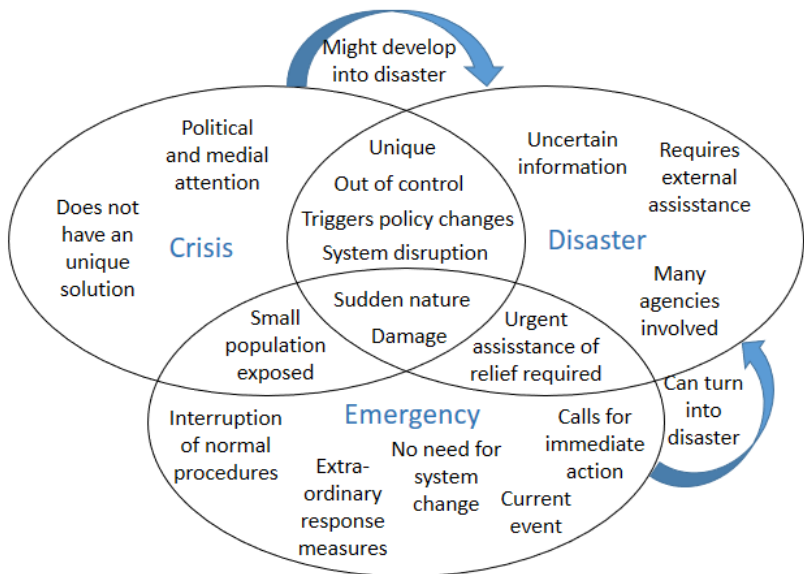 Might develop
into disaster
Political
and medial
attention
Does not
have an
unique
solution
Crisis
Unique
Out of control
Triggers policy changes
System disruption
Uncertain
information
Requires
external
assisstance
Disaster
Many
agencies
involved
Sudden nature
Damage
Small
population
exposed
Urgent
assisstance of
relief required
Can turn
into
disaster
Emergency
Interruption
of normal
procedures
Extra-
ordinary
response
measures
No need for
system
change
Calls for
immediate
action
Current
event